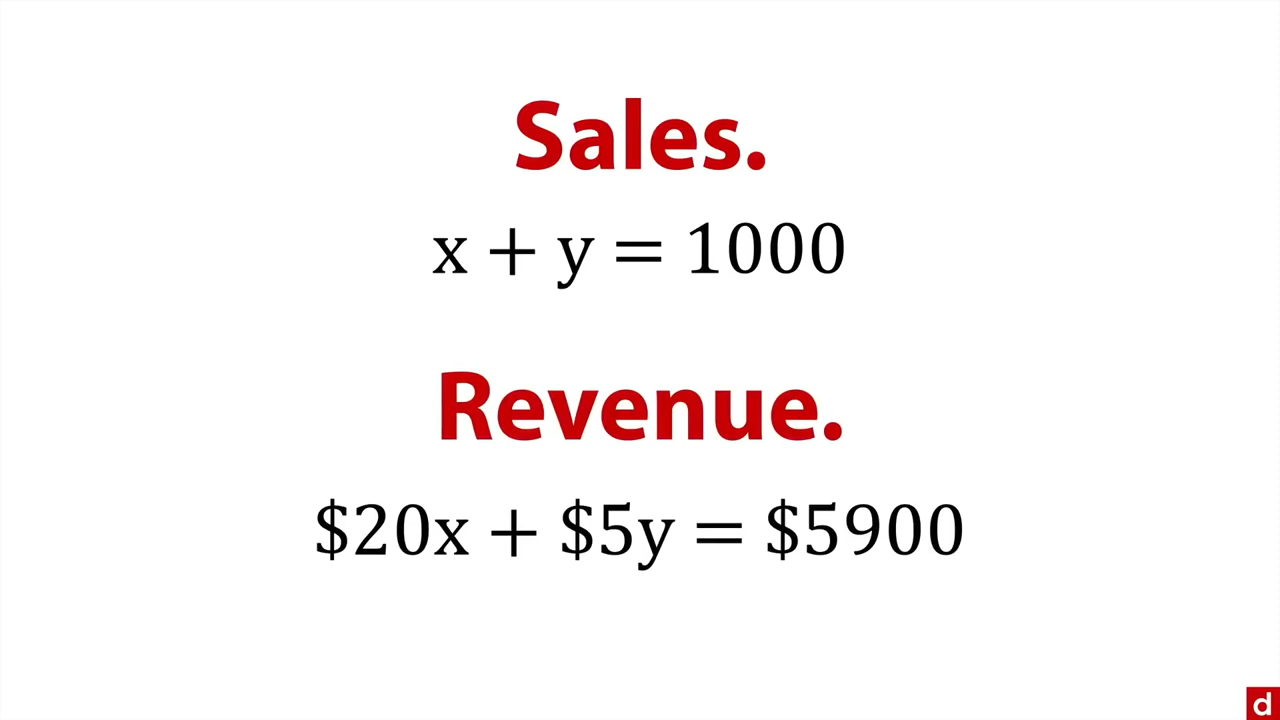 Sales.
x + y = 1000
Revenue.
$20x + $5y = $5900
d